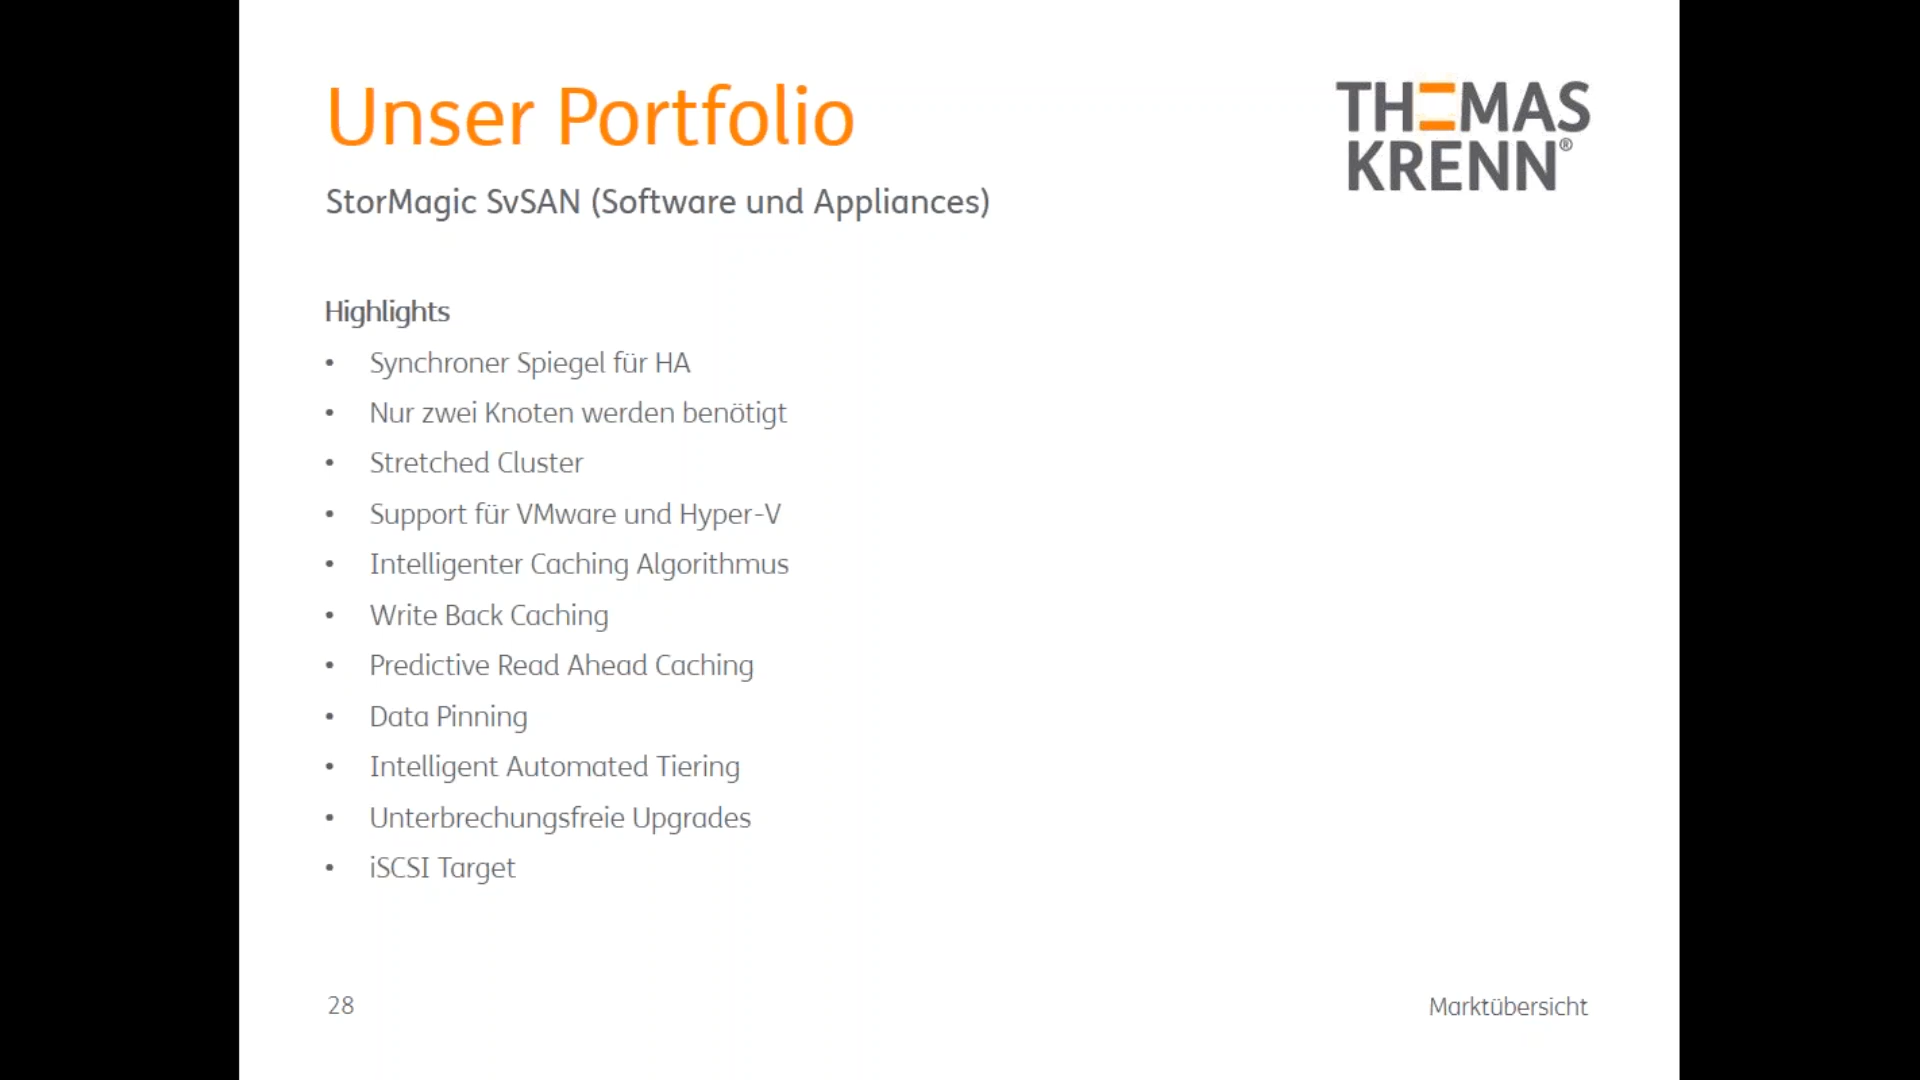 Unser Portfolio
THOMAS
KRENN®
StorMagic SvSAN (Software und Appliances)
Highlights
• Synchroner Spiegel für HA
• Nur zwei Knoten werden benötigt
• Stretched Cluster
• Support für VMware und Hyper-V
• Intelligenter Caching Algorithmus
• Write Back Caching
• Predictive Read Ahead Caching
• Data Pinning
• Intelligent Automated Tiering
• Unterbrechungsfreie Upgrades
• iSCSI Target
28
Marktübersicht